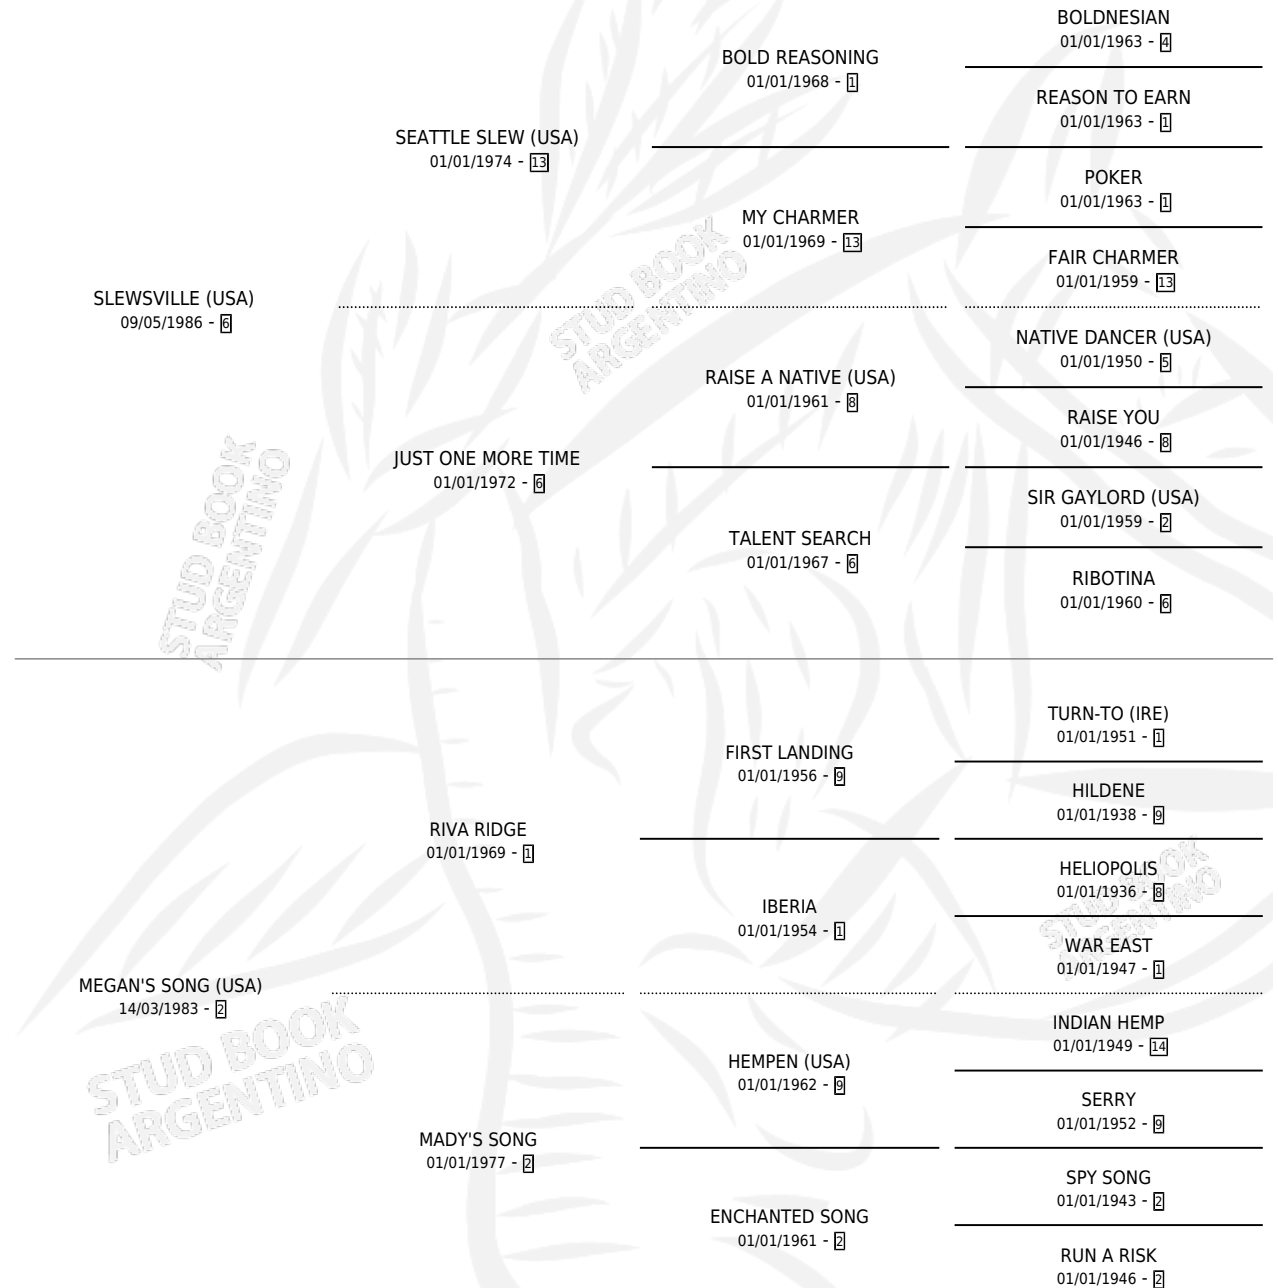 BOLDNESIAN
01/01/1963 - 4
BOLD REASONING
01/01/1968 - 1
REASON TO EARN
01/01/1963 - 1
SEATTLE SLEW (USA)
01/01/1974 - 13
POKER
01/01/1963 - 1
MY CHARMER
01/01/1969 - 13
FAIR CHARMER
01/01/1959 - 13
SLEWSVILLE (USA)
09/05/1986 - 6
NATIVE DANCER (USA)
01/01/1950 - 5
RAISE A NATIVE (USA)
01/01/1961 - 8
RAISE YOU
01/01/1946 - 8
JUST ONE MORE TIME
01/01/1972 - 6
SIR GAYLORD (USA)
01/01/1959 - 2
TALENT SEARCH
01/01/1967 - 6
RIBOTINA
01/01/1960 - 6
TURN-TO (IRE)
01/01/1951 - 1
FIRST LANDING
01/01/1956 - 9
HILDENE
01/01/1938 - 9
RIVA RIDGE
01/01/1969 - 1
HELIOPOLIS
01/01/1936 - 8
IBERIA
01/01/1954 - 1
WAR EAST
01/01/1947 - 1
MEGAN'S SONG (USA)
14/03/1983 - 2
INDIAN HEMP
01/01/1949 - 14
HEMPEN (USA)
01/01/1962 - 9
SERRY
01/01/1952 - 9
MADY'S SONG
01/01/1977 - 2
SPY SONG
01/01/1943 - 2
ENCHANTED SONG
01/01/1961 - 2
RUN A RISK
01/01/1946 - 2
STUD BOOK
ARGENTINO
STUD BOOK
ARGENTINO
STUD BOOK
ARGENTINO
STUD BOOK
ARGENTINO